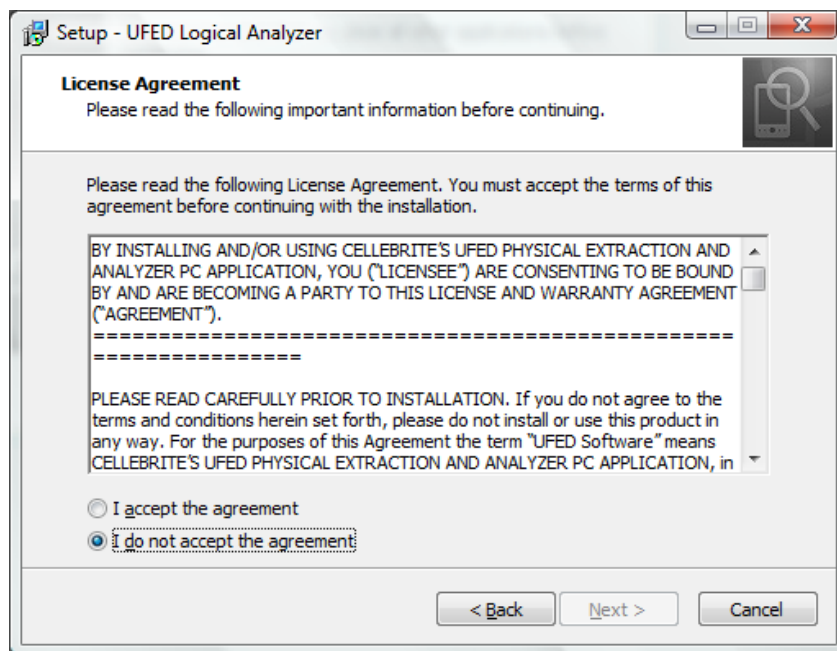 Setup - UFED Logical Analyzer
License Agreement
Please read the following important information before continuing.
Please read the following License Agreement. You must accept the terms of this
agreement before continuing with the installation.
BY INSTALLING AND/OR USING CELLEBRITE'S UFED PHYSICAL EXTRACTION AND
ANALYZER PC APPLICATION, YOU ("LICENSEE") ARE CONSENTING TO BE BOUND
BY AND ARE BECOMING A PARTY TO THIS LICENSE AND WARRANTY AGREEMENT
("AGREEMENT").
=================================================
================
PLEASE READ CAREFULLY PRIOR TO INSTALLATION. If you do not agree to the
terms and conditions herein set forth, please do not install or use this product in
any way. For the purposes of this Agreement the term "UFED Software" means
CELLEBRITE'S UFED PHYSICAL EXTRACTION AND ANALYZER PC APPLICATION, in
I accept the agreement
I do not accept the agreement
< Back Next > Cancel